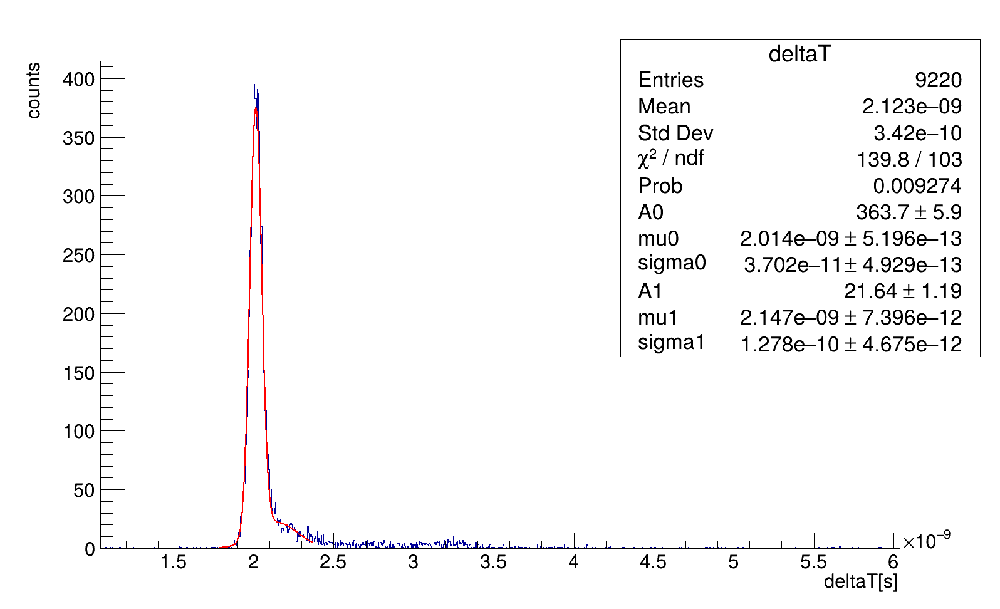 deltaT
Entries 9220
Mean 2.123e−09
Std Dev 3.42e−10
χ² / ndf 139.8 / 103
Prob 0.009274
A0 363.7 ± 5.9
mu0 2.014e−09 ± 5.196e−13
sigma0 3.702e−11± 4.929e−13
A1 21.64 ± 1.19
mu1 2.147e−09 ± 7.396e−12
sigma1 1.278e−10 ± 4.675e−12
counts
400
350
300
250
200
150
100
50
0
1.5 2 2.5 3 3.5 4 4.5 5 5.5 6
×10⁻⁹
deltaT[s]